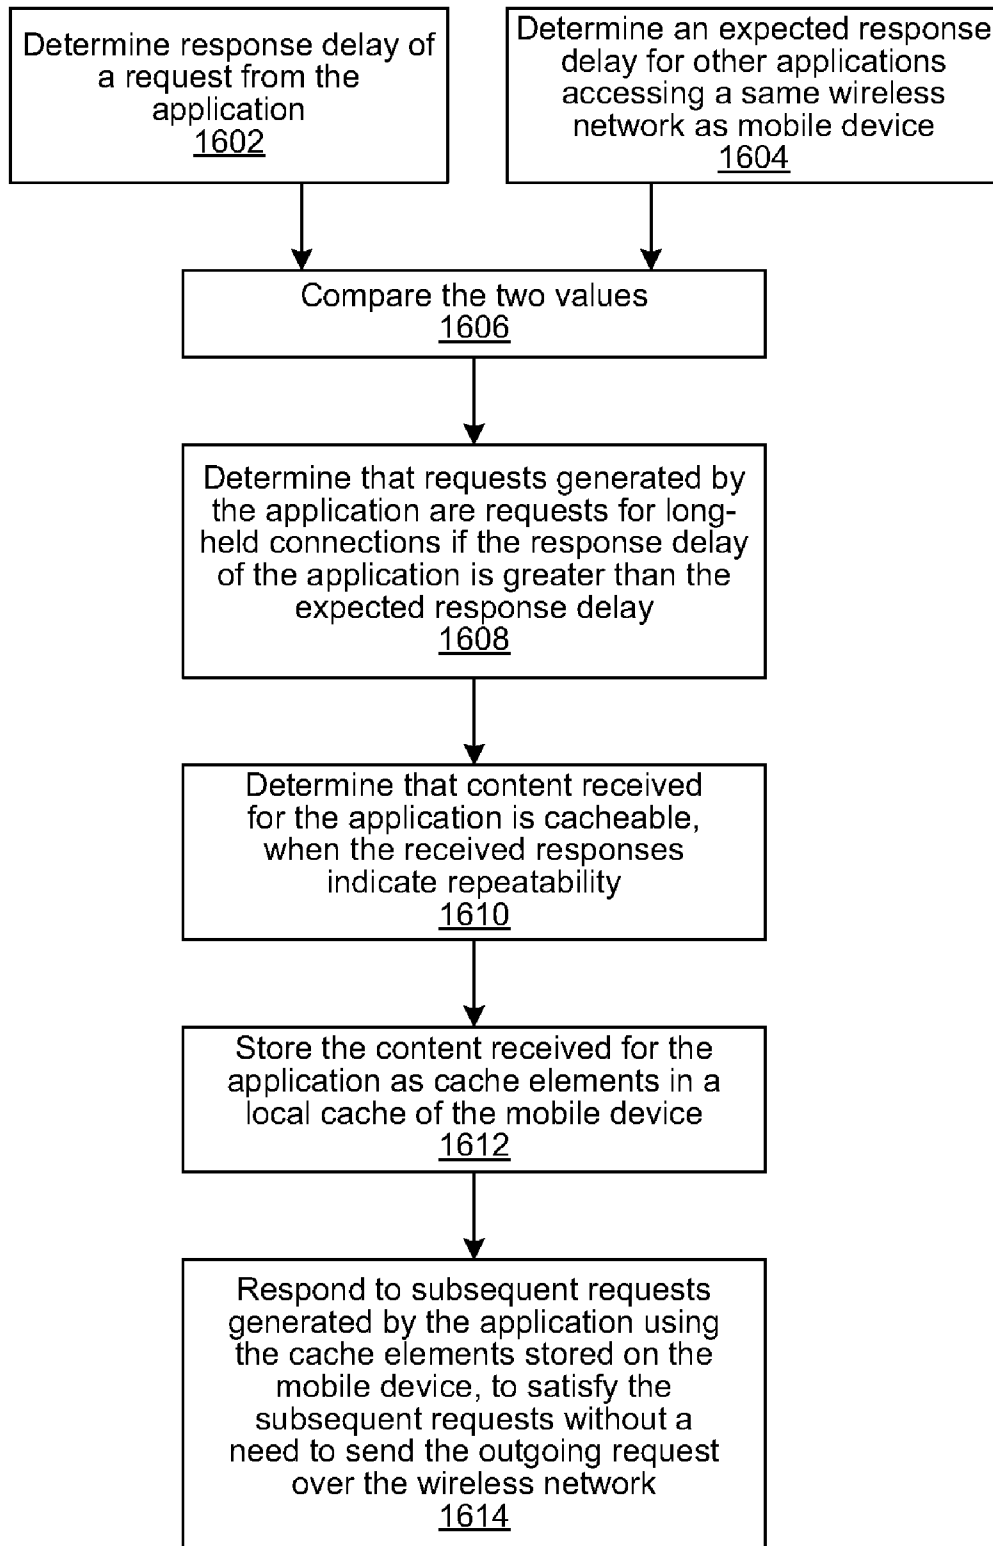 Determine response delay of
a request from the
application
1602
Determine an expected response
delay for other applications
accessing a same wireless
network as mobile device
1604
Compare the two values
1606
Determine that requests generated by
the application are requests for long-
held connections if the response delay
of the application is greater than the
expected response delay
1608
Determine that content received
for the application is cacheable,
when the received responses
indicate repeatability
1610
Store the content received for the
application as cache elements in a
local cache of the mobile device
1612
Respond to subsequent requests
generated by the application using
the cache elements stored on the
mobile device, to satisfy the
subsequent requests without a
need to send the outgoing request
over the wireless network
1614